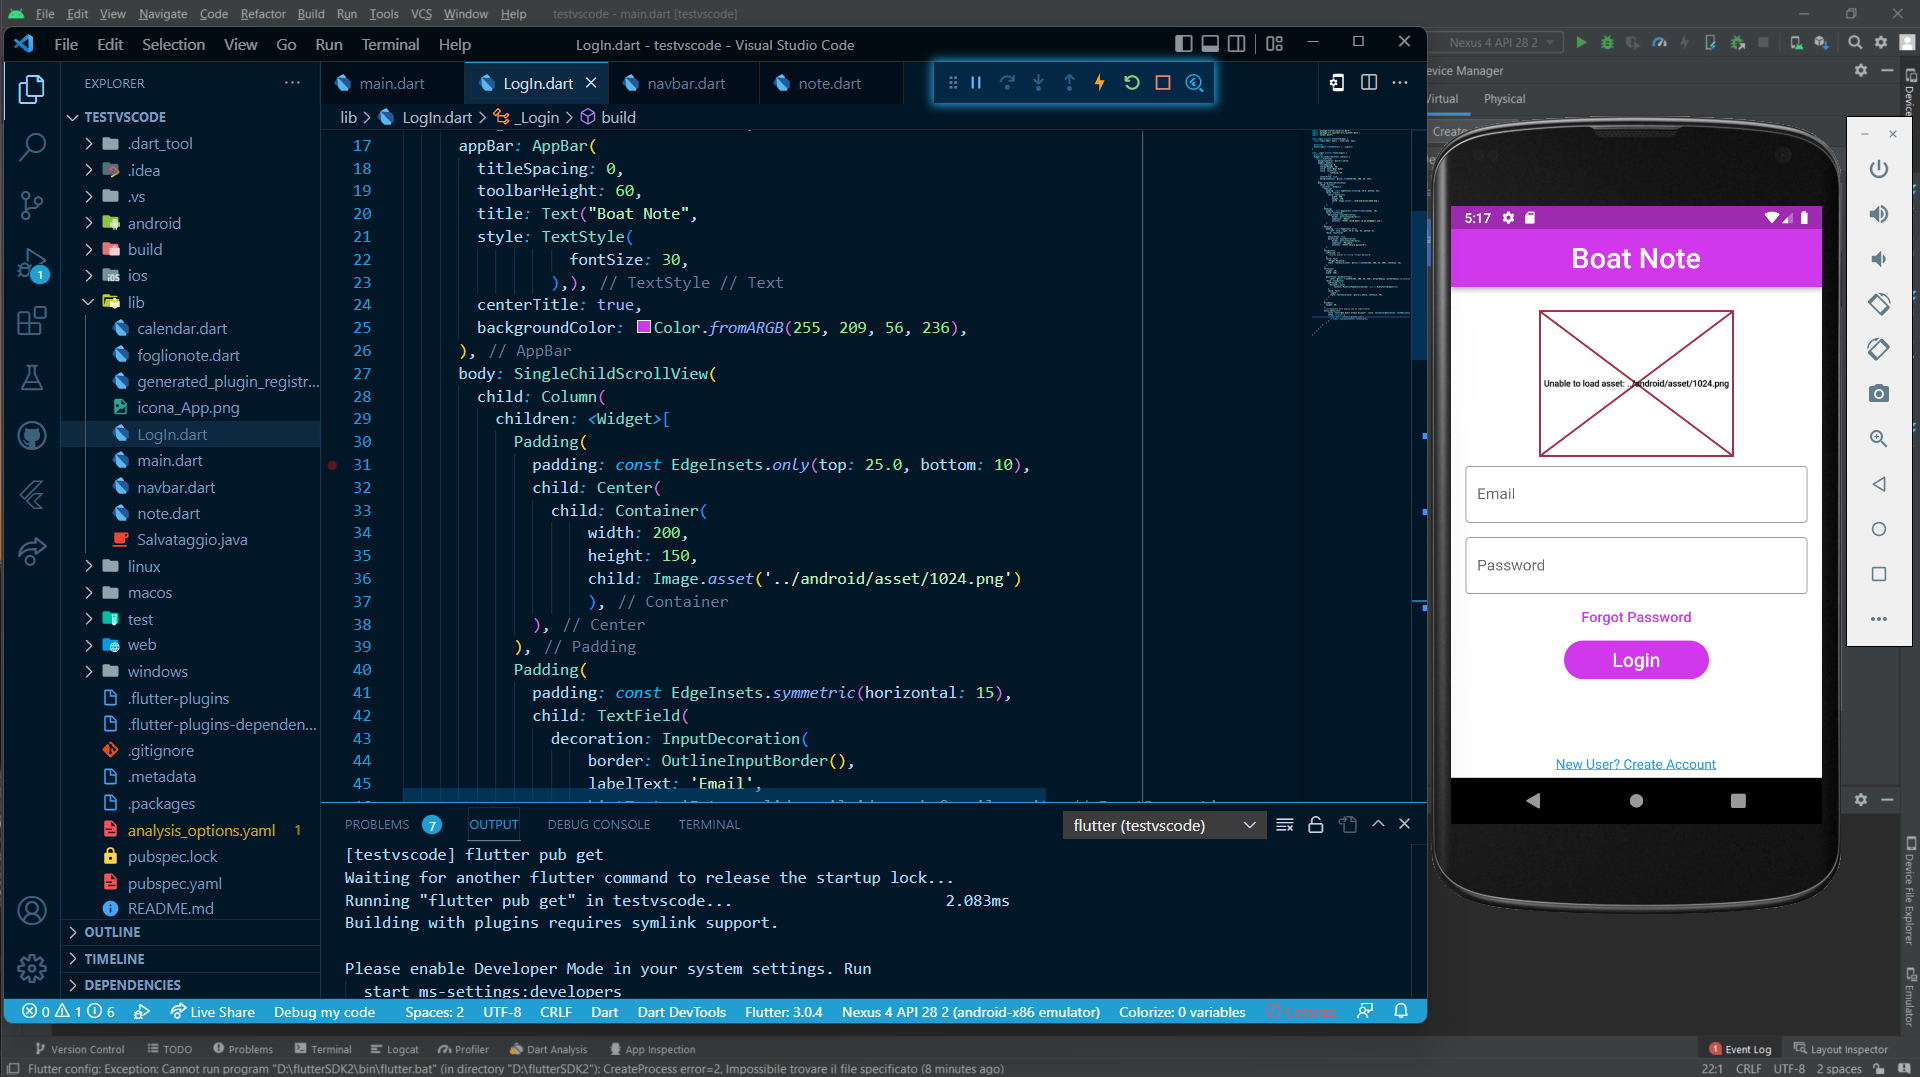 File Edit View Navigate Code Refactor Build Run Tools VCS Window Help testvscode - main.dart [testvscode]
File Edit Selection View Go Run Terminal Help LogIn.dart - testvscode - Visual Studio Code
Nexus 4 API 28 2
EXPLORER
main.dart LogIn.dart navbar.dart note.dart
Device Manager
Virtual Physical
Create
lib > LogIn.dart > _Login > build
TESTVSCODE
.dart_tool
.idea
.vs
android
build
ios
lib
calendar.dart
foglionote.dart
generated_plugin_registr...
icona_App.png
LogIn.dart
main.dart
navbar.dart
note.dart
Salvataggio.java
linux
macos
test
web
windows
.flutter-plugins
.flutter-plugins-dependen...
.gitignore
.metadata
.packages
analysis_options.yaml 1
pubspec.lock
pubspec.yaml
README.md
OUTLINE
TIMELINE
DEPENDENCIES
17 appBar: AppBar(
18 titleSpacing: 0,
19 toolbarHeight: 60,
20 title: Text("Boat Note",
21 style: TextStyle(
22 fontSize: 30,
23 ),), // TextStyle // Text
24 centerTitle: true,
25 backgroundColor: Color.fromARGB(255, 209, 56, 236),
26 ), // AppBar
27 body: SingleChildScrollView(
28 child: Column(
29 children: <Widget>[
30 Padding(
31 padding: const EdgeInsets.only(top: 25.0, bottom: 10),
32 child: Center(
33 child: Container(
34 width: 200,
35 height: 150,
36 child: Image.asset('../android/asset/1024.png')
37 ), // Container
38 ), // Center
39 ), // Padding
40 Padding(
41 padding: const EdgeInsets.symmetric(horizontal: 15),
42 child: TextField(
43 decoration: InputDecoration(
44 border: OutlineInputBorder(),
45 labelText: 'Email',
PROBLEMS 7 OUTPUT DEBUG CONSOLE TERMINAL flutter (testvscode)
[testvscode] flutter pub get
Waiting for another flutter command to release the startup lock...
Running "flutter pub get" in testvscode... 2.083ms
Building with plugins requires symlink support.
Please enable Developer Mode in your system settings. Run
start ms-settings:developers
1
0 1 6 Live Share Debug my code Spaces: 2 UTF-8 CRLF Dart Dart DevTools Flutter: 3.0.4 Nexus 4 API 28 2 (android-x86 emulator) Colorize: 0 variables Colorize
5:17
Boat Note
Unable to load asset: ../android/asset/1024.png
Email
Password
Forgot Password
Login
New User? Create Account
Device File Explorer
Emulator
Version Control TODO Problems Terminal Logcat Profiler Dart Analysis App Inspection 1 Event Log Layout Inspector
Flutter config: Exception: Cannot run program "D:\flutterSDK2\bin\flutter.bat" (in directory "D:\flutterSDK2"): CreateProcess error=2, Impossibile trovare il file specificato (8 minutes ago) 22:1 CRLF UTF-8 2 spaces